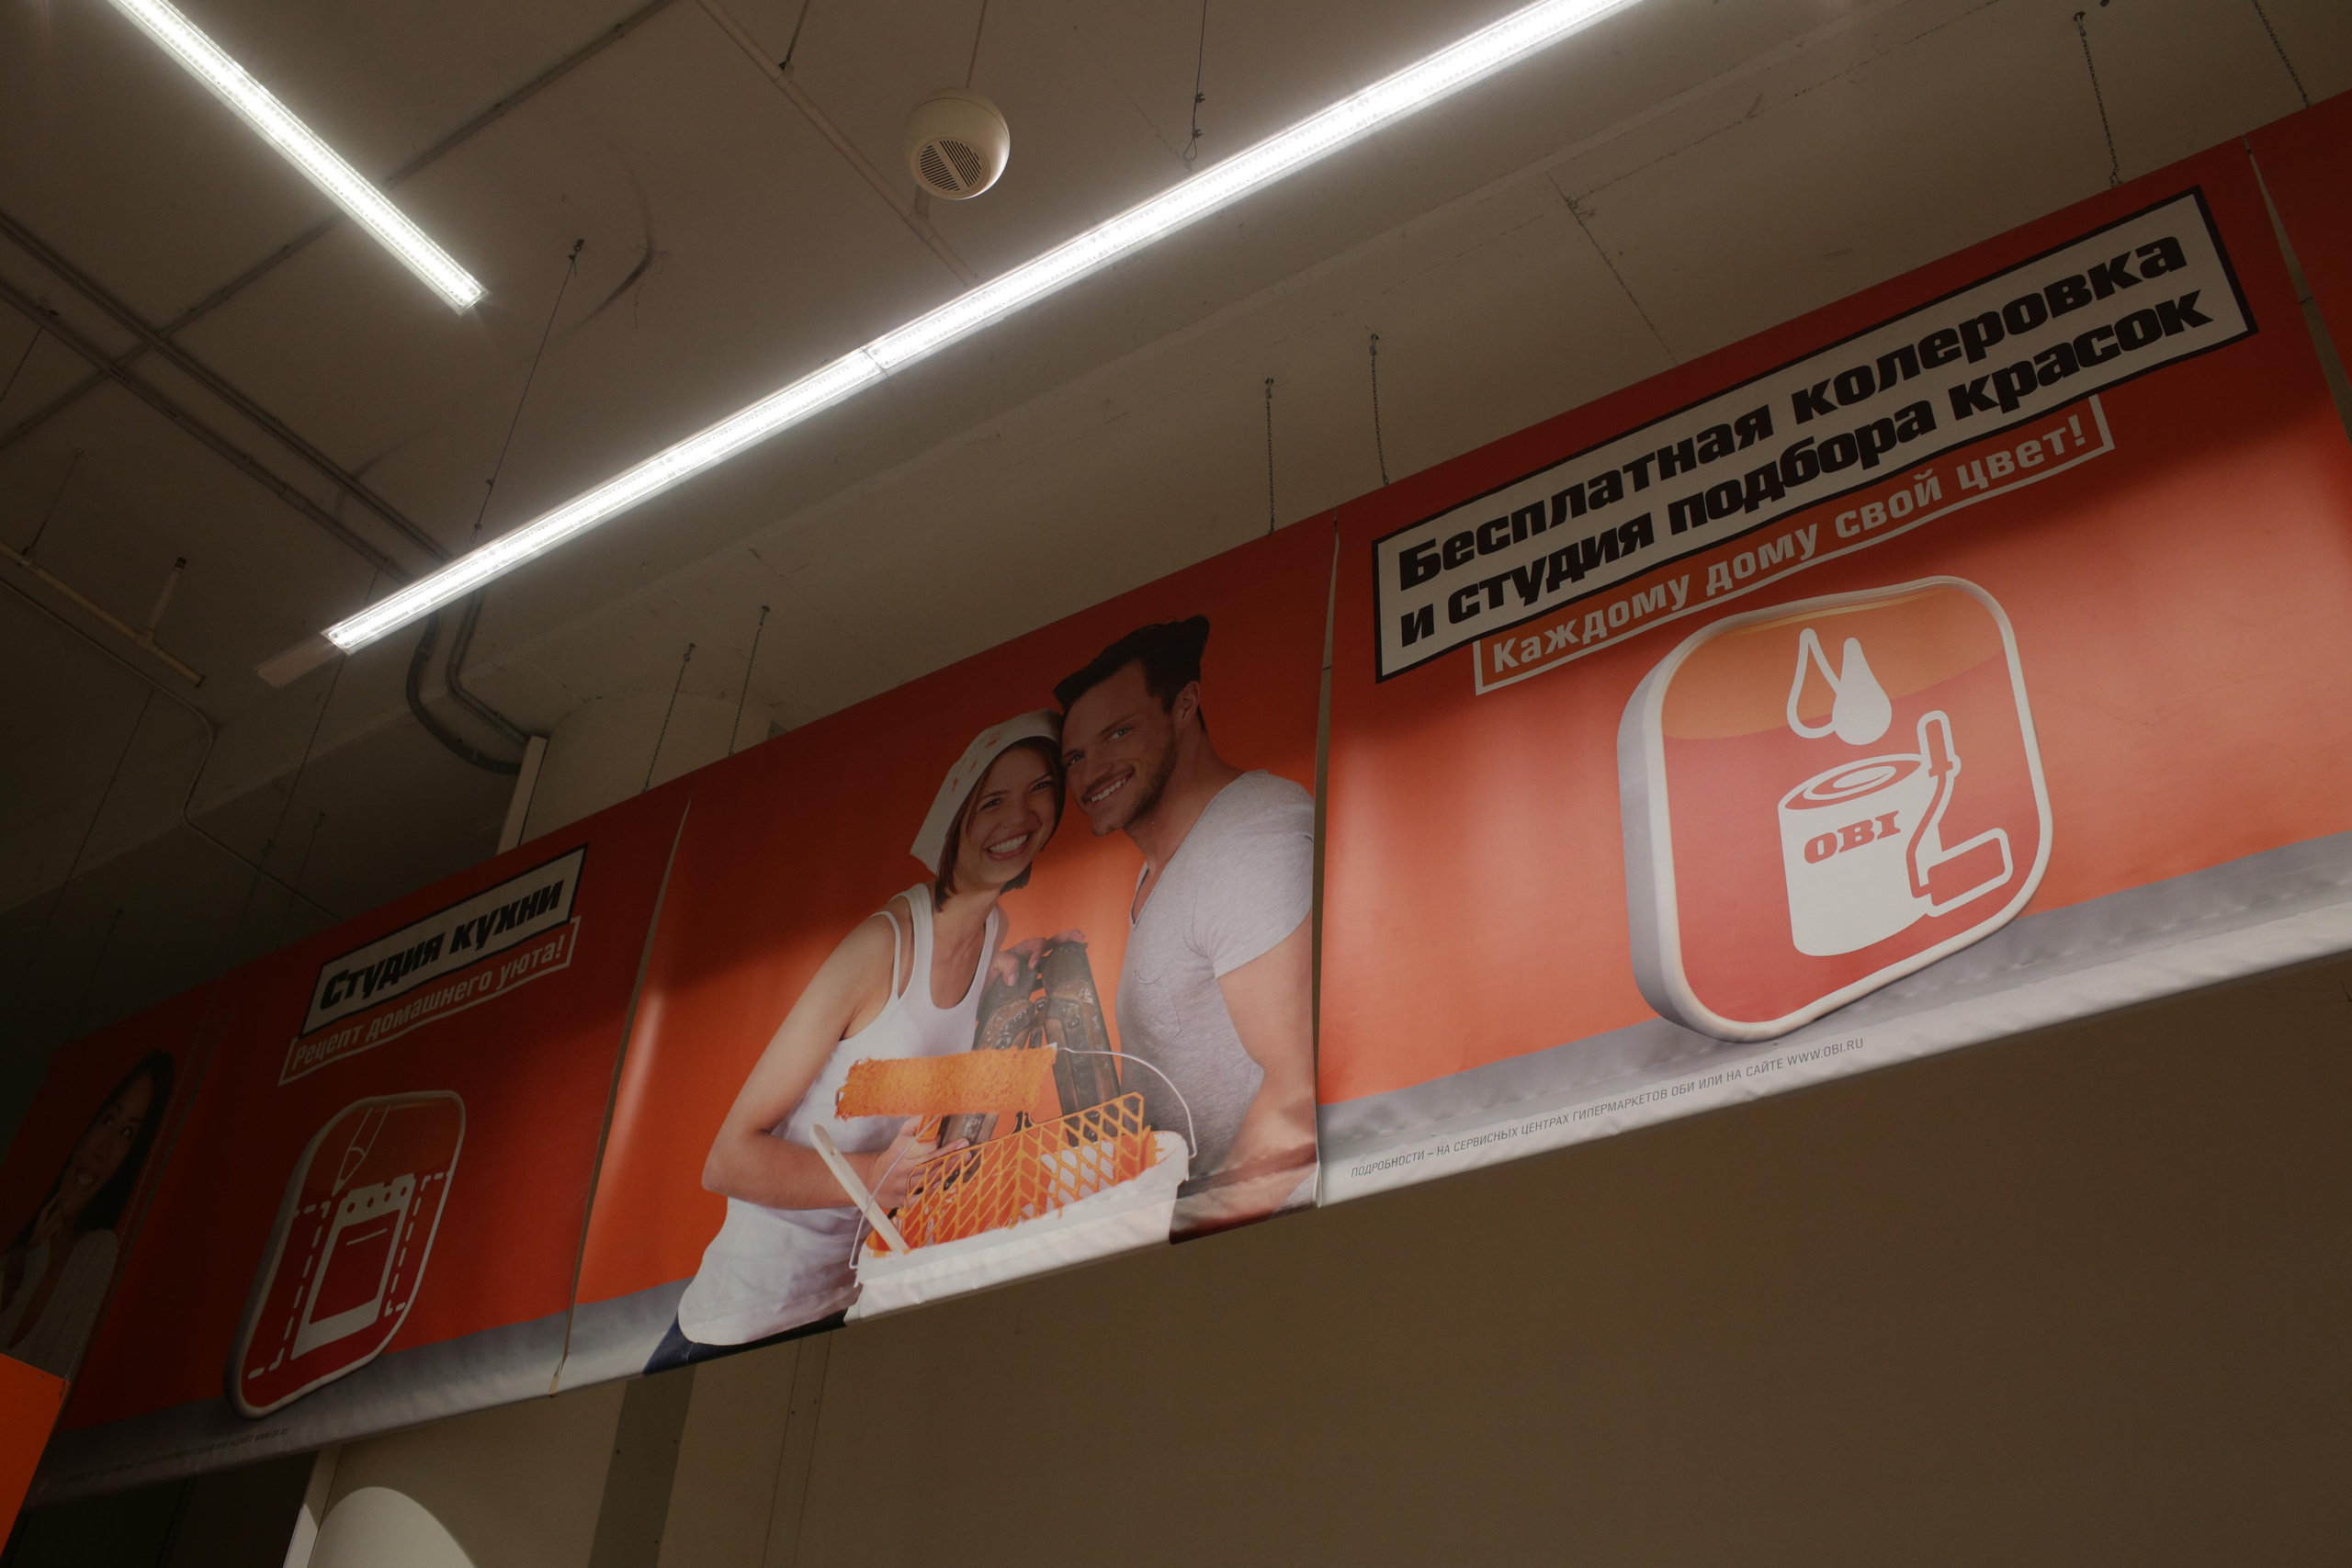 Бесплатная колеровка
и студия подбора красок
Каждому дому свой цвет!
OBI
ПОДРОБНОСТИ – НА СЕРВИСНЫХ ЦЕНТРАХ ГИПЕРМАРКЕТОВ ОБИ ИЛИ НА САЙТЕ WWW.OBI.RU
Студия кухни
Рецепт домашнего уюта!